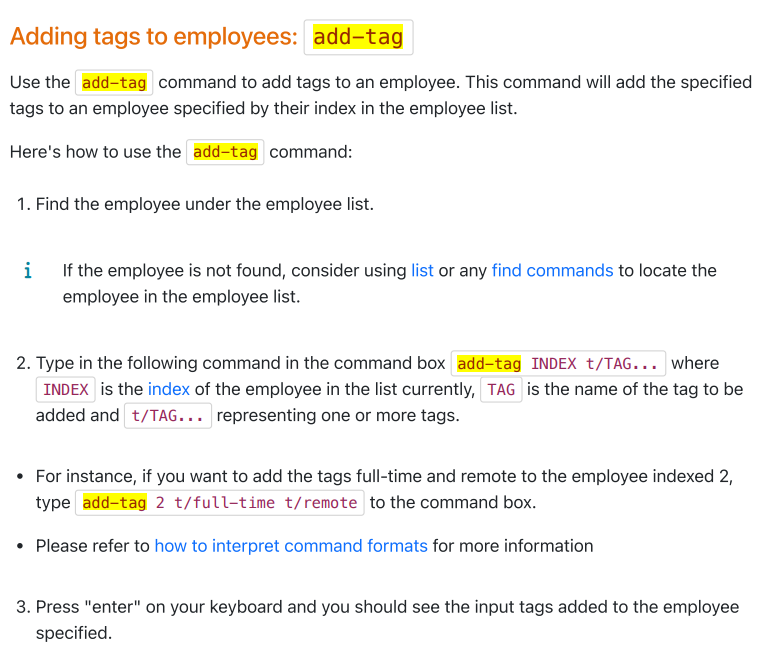 Adding tags to employees: add-tag
Use the add-tag command to add tags to an employee. This command will add the specified
tags to an employee specified by their index in the employee list.
Here's how to use the add-tag command:
1. Find the employee under the employee list.
i If the employee is not found, consider using list or any find commands to locate the
employee in the employee list.
2. Type in the following command in the command box add-tag INDEX t/TAG... where
INDEX is the index of the employee in the list currently, TAG is the name of the tag to be
added and t/TAG... representing one or more tags.
• For instance, if you want to add the tags full-time and remote to the employee indexed 2,
type add-tag 2 t/full-time t/remote to the command box.
• Please refer to how to interpret command formats for more information
3. Press "enter" on your keyboard and you should see the input tags added to the employee
specified.